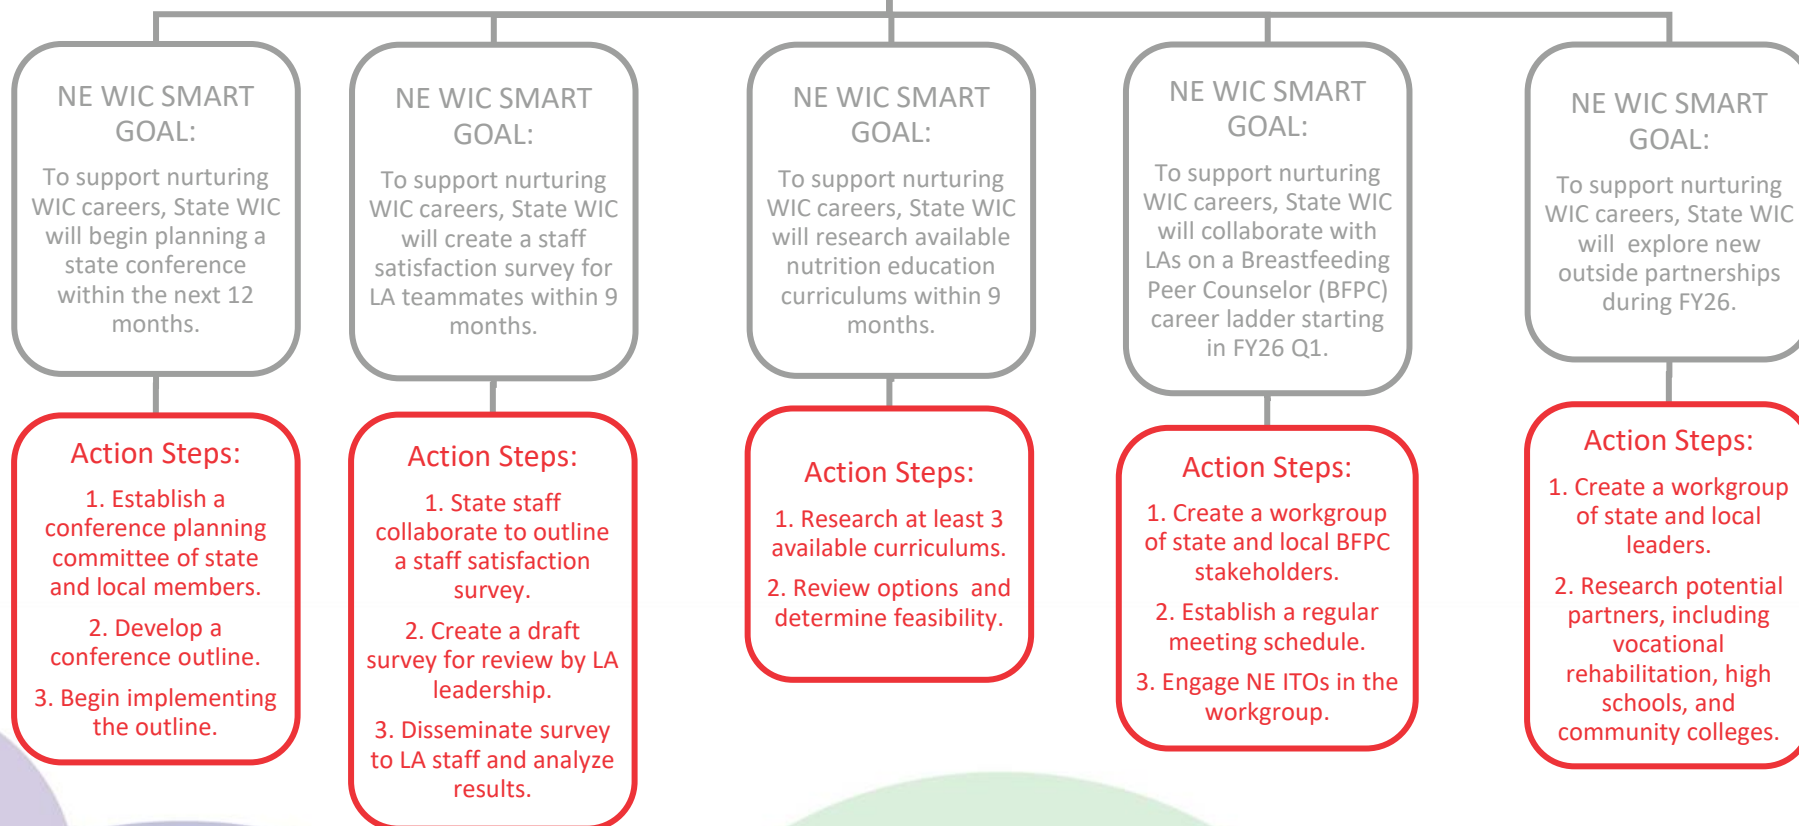 NE WIC SMART
GOAL:
To support nurturing
WIC careers, State WIC
will begin planning a
state conference
within the next 12
months.
NE WIC SMART
GOAL:
To support nurturing
WIC careers, State WIC
will create a staff
satisfaction survey for
LA teammates within 9
months.
NE WIC SMART
GOAL:
To support nurturing
WIC careers, State WIC
will research available
nutrition education
curriculums within 9
months.
NE WIC SMART
GOAL:
To support nurturing
WIC careers, State WIC
will collaborate with
LAs on a Breastfeeding
Peer Counselor (BFPC)
career ladder starting
in FY26 Q1.
NE WIC SMART
GOAL:
To support nurturing
WIC careers, State WIC
will explore new
outside partnerships
during FY26.
Action Steps:
1. Establish a
conference planning
committee of state
and local members.
2. Develop a
conference outline.
3. Begin implementing
the outline.
Action Steps:
1. State staff
collaborate to outline
a staff satisfaction
survey.
2. Create a draft
survey for review by LA
leadership.
3. Disseminate survey
to LA staff and analyze
results.
Action Steps:
1. Research at least 3
available curriculums.
2. Review options and
determine feasibility.
Action Steps:
1. Create a workgroup
of state and local BFPC
stakeholders.
2. Establish a regular
meeting schedule.
3. Engage NE ITOs in the
workgroup.
Action Steps:
1. Create a workgroup
of state and local
leaders.
2. Research potential
partners, including
vocational
rehabilitation, high
schools, and
community colleges.